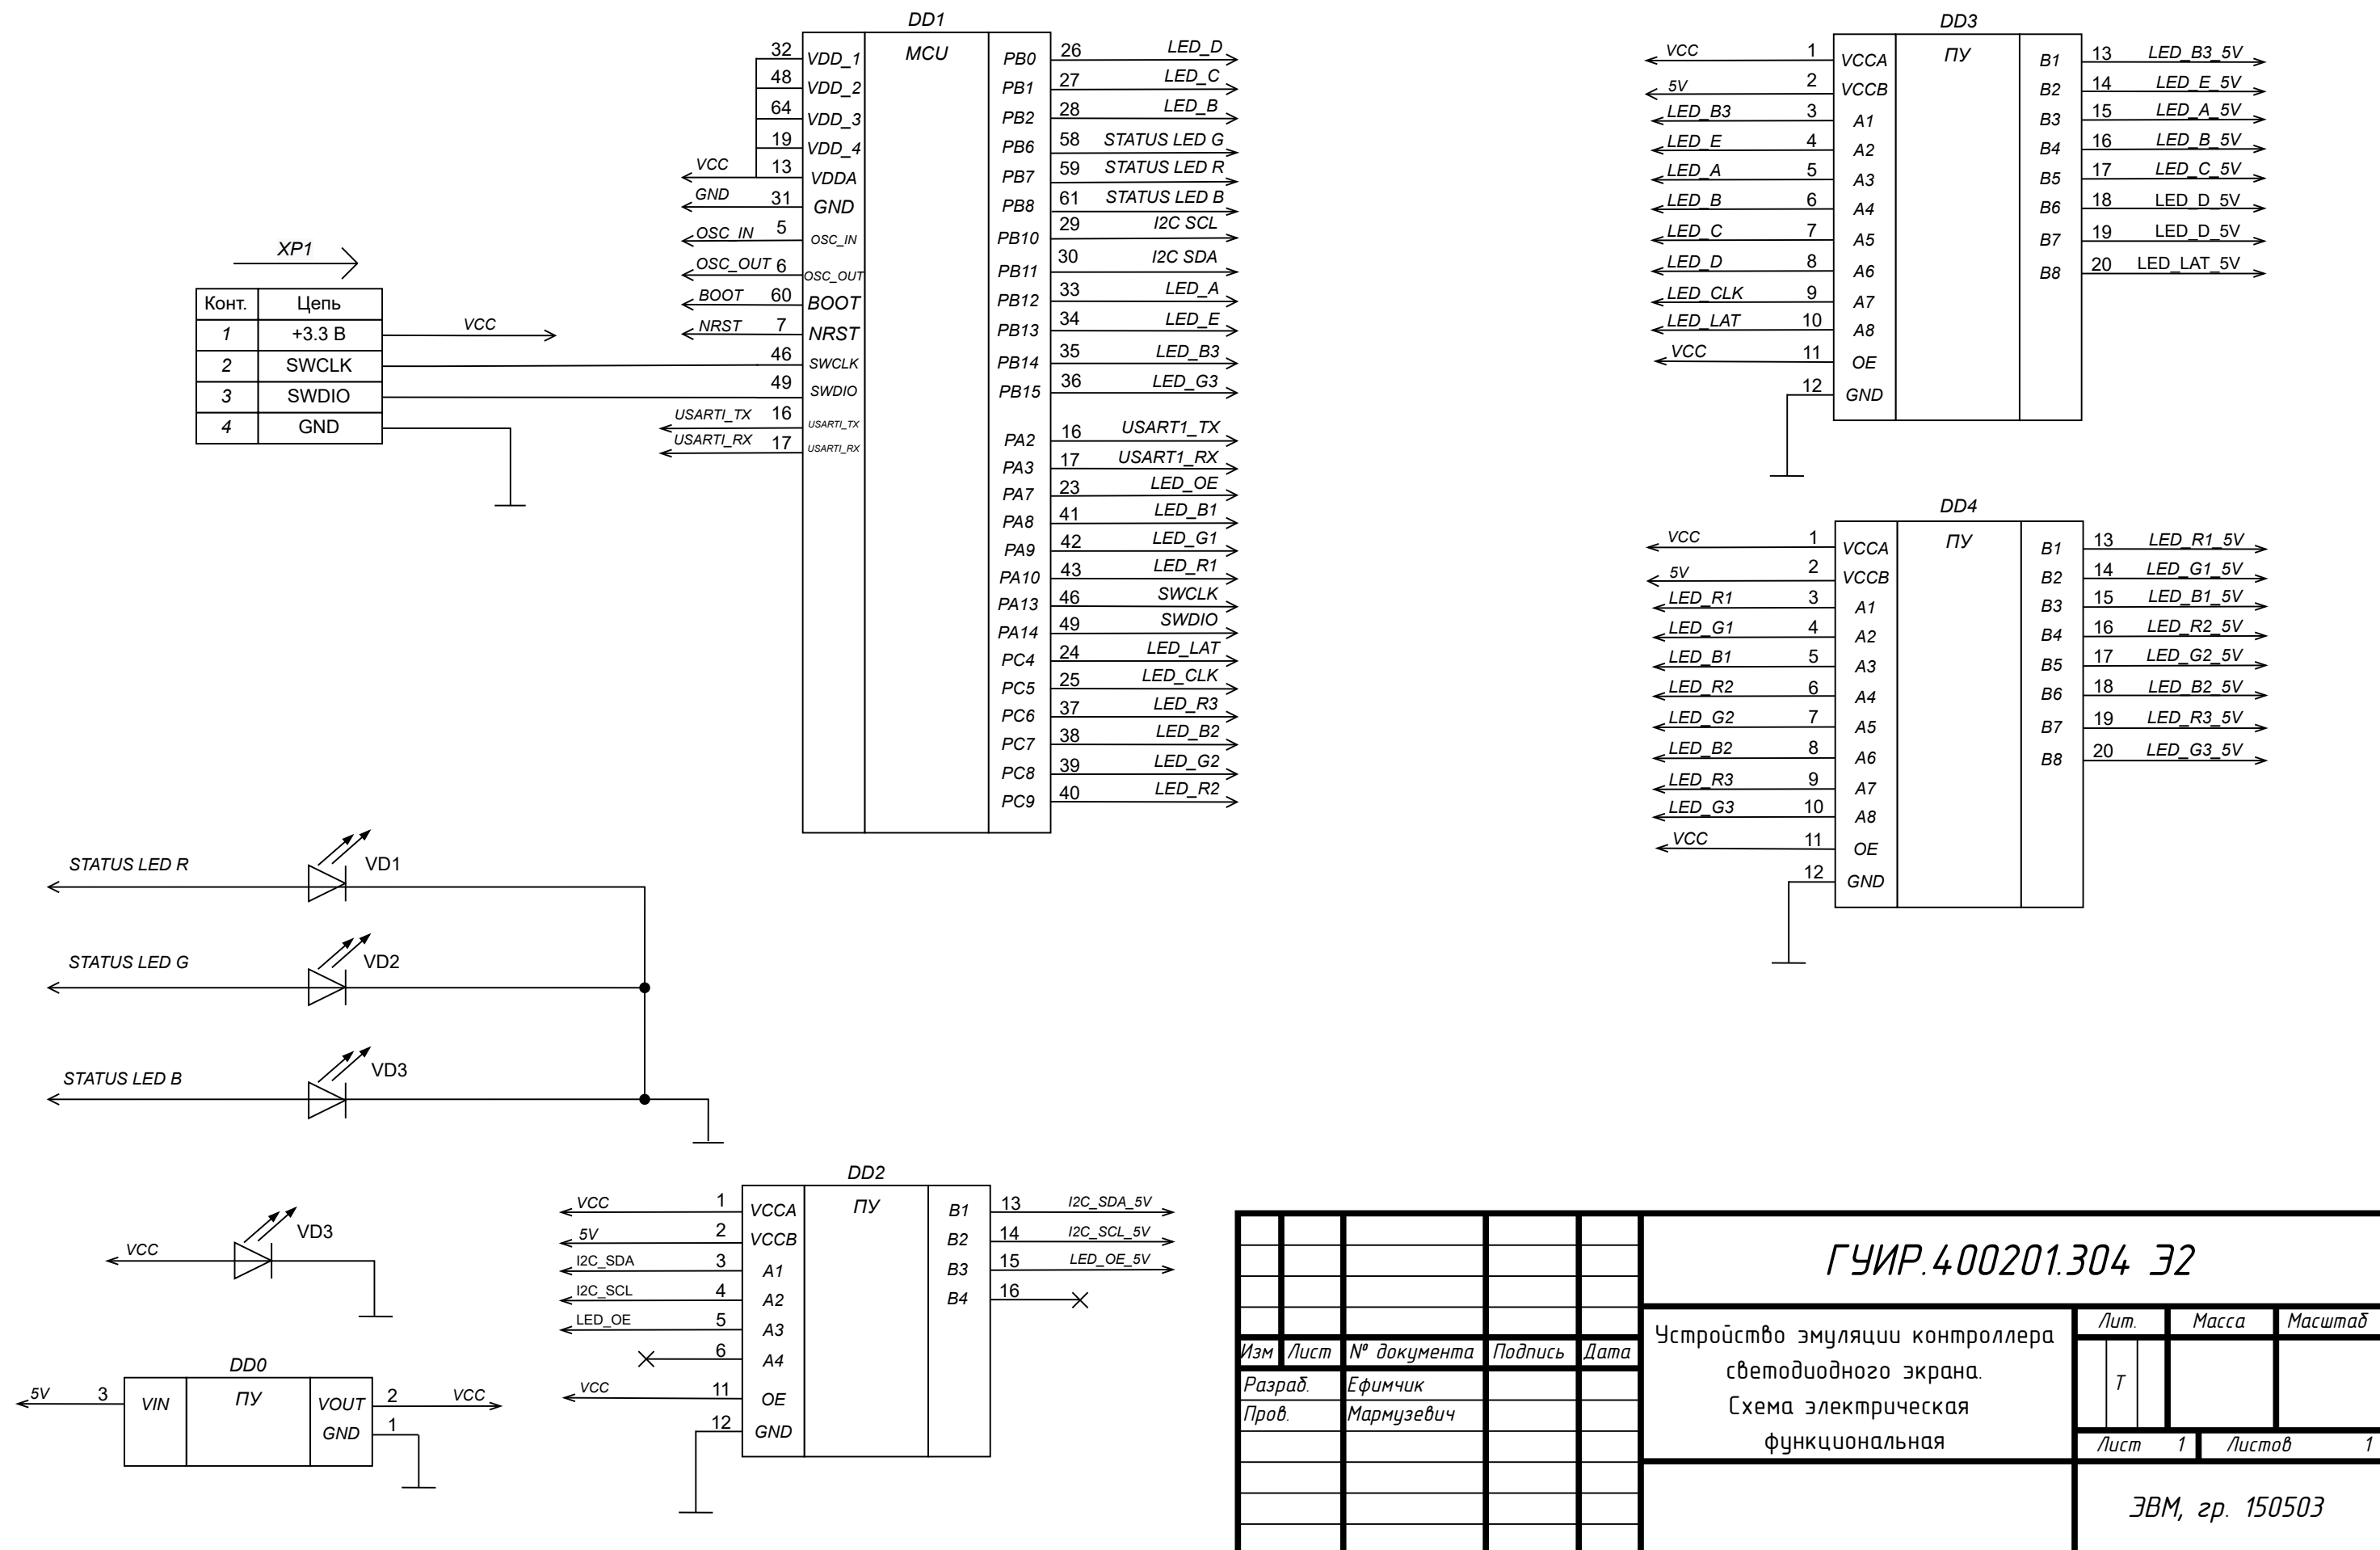 DD1
MCU
32 VDD_1
48 VDD_2
64 VDD_3
19 VDD_4
VCC 13 VDDA
GND 31 GND
OSC_IN 5 OSC_IN
OSC_OUT 6 OSC_OUT
BOOT 60 BOOT
NRST 7 NRST
46 SWCLK
49 SWDIO
USARTI_TX 16 USARTI_TX
USARTI_RX 17 USARTI_RX
PB0 26 LED_D
PB1 27 LED_C
PB2 28 LED_B
PB6 58 STATUS LED G
PB7 59 STATUS LED R
PB8 61 STATUS LED B
PB10 29 I2C SCL
PB11 30 I2C SDA
PB12 33 LED_A
PB13 34 LED_E
PB14 35 LED_B3
PB15 36 LED_G3
PA2 16 USART1_TX
PA3 17 USART1_RX
PA7 23 LED_OE
PA8 41 LED_B1
PA9 42 LED_G1
PA10 43 LED_R1
PA13 46 SWCLK
PA14 49 SWDIO
PC4 24 LED_LAT
PC5 25 LED_CLK
PC6 37 LED_R3
PC7 38 LED_B2
PC8 39 LED_G2
PC9 40 LED_R2
XP1
Конт. Цепь
1 +3.3 В VCC
2 SWCLK
3 SWDIO
4 GND
DD3
ПУ
VCC 1 VCCA
5V 2 VCCB
LED_B3 3 A1
LED_E 4 A2
LED_A 5 A3
LED_B 6 A4
LED_C 7 A5
LED_D 8 A6
LED_CLK 9 A7
LED_LAT 10 A8
VCC 11 OE
12 GND
B1 13 LED_B3_5V
B2 14 LED_E_5V
B3 15 LED_A_5V
B4 16 LED_B_5V
B5 17 LED_C_5V
B6 18 LED_D_5V
B7 19 LED_D_5V
B8 20 LED_LAT_5V
DD4
ПУ
VCC 1 VCCA
5V 2 VCCB
LED_R1 3 A1
LED_G1 4 A2
LED_B1 5 A3
LED_R2 6 A4
LED_G2 7 A5
LED_B2 8 A6
LED_R3 9 A7
LED_G3 10 A8
VCC 11 OE
12 GND
B1 13 LED_R1_5V
B2 14 LED_G1_5V
B3 15 LED_B1_5V
B4 16 LED_R2_5V
B5 17 LED_G2_5V
B6 18 LED_B2_5V
B7 19 LED_R3_5V
B8 20 LED_G3_5V
STATUS LED R VD1
STATUS LED G VD2
STATUS LED B VD3
VCC VD3
DD0
ПУ
5V 3 VIN
VOUT 2 VCC
GND 1
DD2
ПУ
VCC 1 VCCA
5V 2 VCCB
I2C_SDA 3 A1
I2C_SCL 4 A2
LED_OE 5 A3
6 A4
VCC 11 OE
12 GND
B1 13 I2C_SDA_5V
B2 14 I2C_SCL_5V
B3 15 LED_OE_5V
B4 16
ГУИР.400201.304 Э2
Устройство эмуляции контроллера
светодиодного экрана.
Схема электрическая
функциональная
Лит. Масса Масштаб
Т
Лист 1 Листов 1
Изм Лист № документа Подпись Дата
Разраб. Ефимчик
Пров. Мармузевич
ЭВМ, гр. 150503